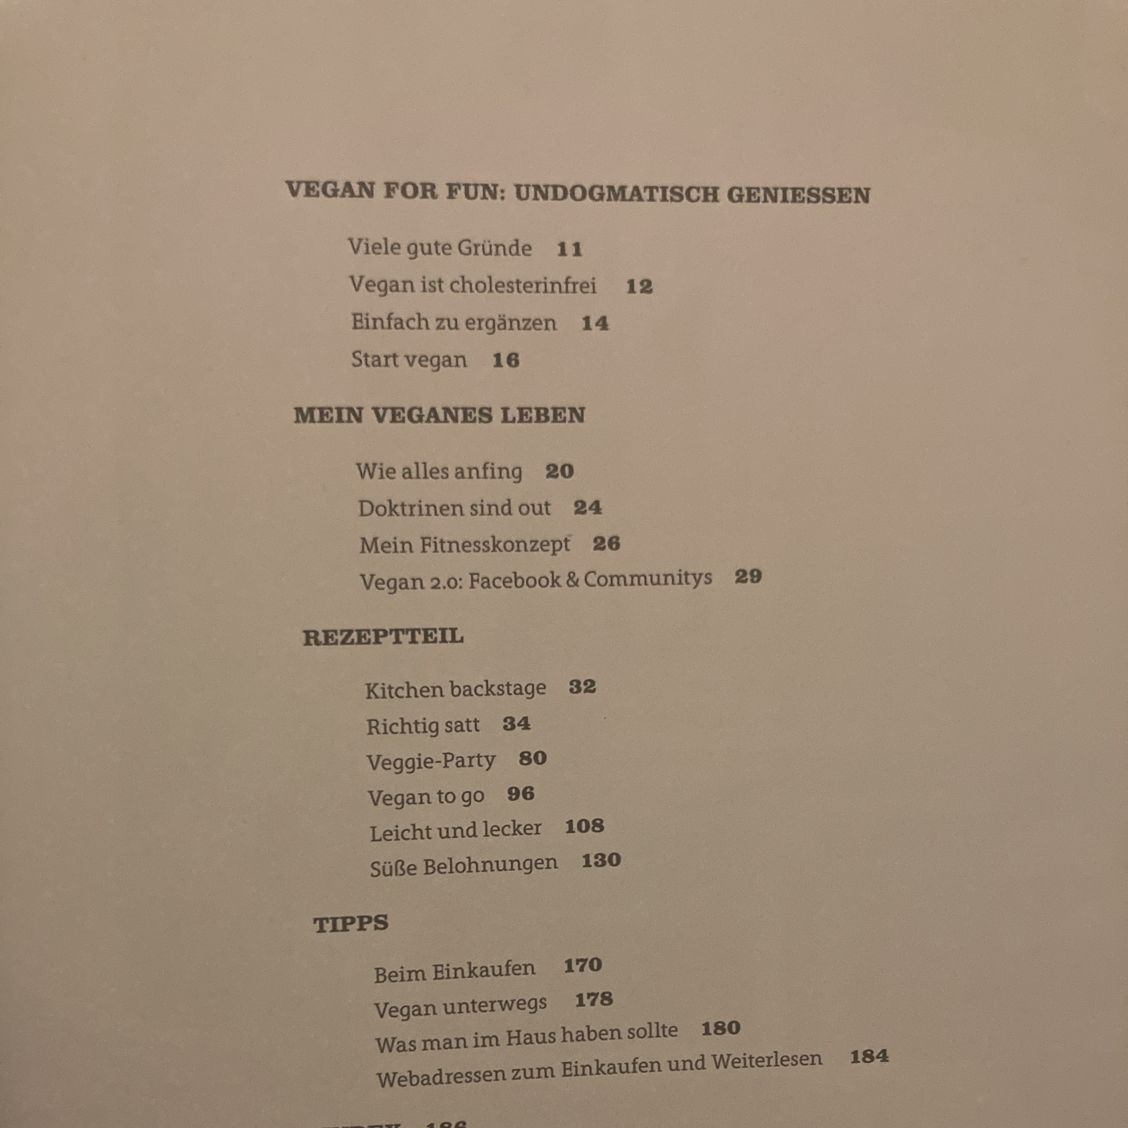 VEGAN FOR FUN: UNDOGMATISCH GENIESSEN
Viele gute Gründe 11
Vegan ist cholesterinfrei 12
Einfach zu ergänzen 14
Start vegan 16
MEIN VEGANES LEBEN
Wie alles anfing 20
Doktrinen sind out 24
Mein Fitnesskonzept 26
Vegan 2.0: Facebook & Communitys 29
REZEPTTEIL
Kitchen backstage 32
Richtig satt 34
Veggie-Party 80
Vegan to go 96
Leicht und lecker 108
Süße Belohnungen 130
TIPPS
Beim Einkaufen 170
Vegan unterwegs 178
Was man im Haus haben sollte 180
Webadressen zum Einkaufen und Weiterlesen 184